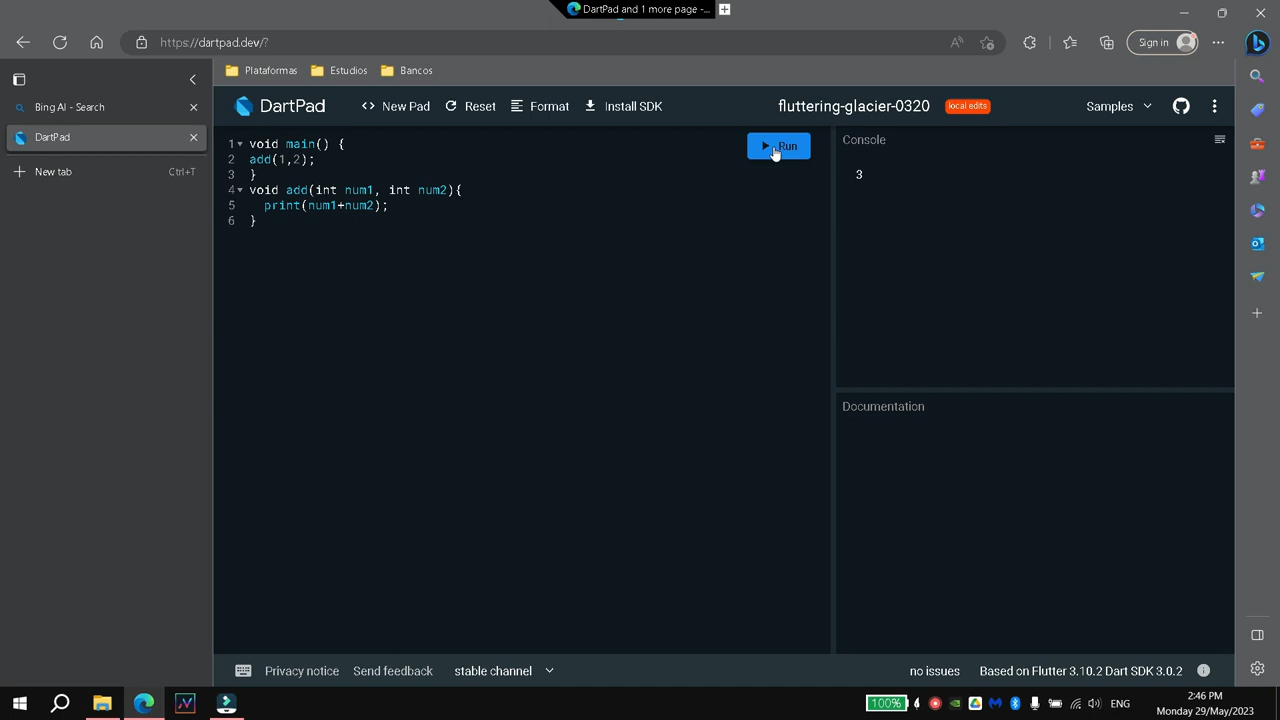 DartPad and 1 more page -...
https://dartpad.dev/?
Sign in
Plataformas
Estudios
Bancos
Bing AI - Search
DartPad
New tab
Ctrl+T
DartPad
New Pad
Reset
Format
Install SDK
fluttering-glacier-0320
local edits
Samples
1 void main() {
2 add(1,2);
3 }
4 void add(int num1, int num2){
5 print(num1+num2);
6 }
Run
Console
3
Documentation
Privacy notice
Send feedback
stable channel
no issues
Based on Flutter 3.10.2 Dart SDK 3.0.2
100%
ENG
2:46 PM
Monday 29/May/2023